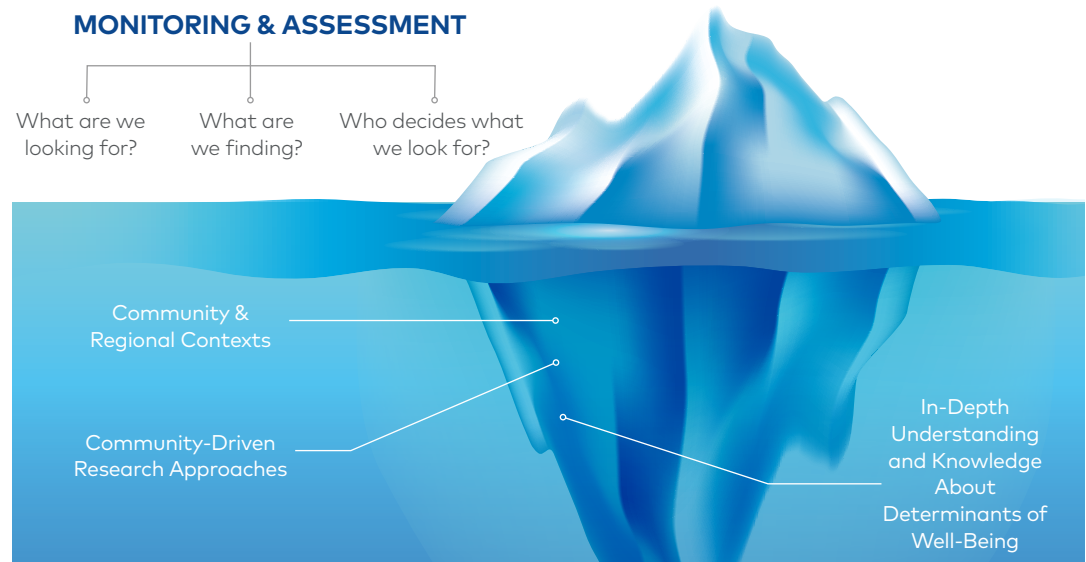 MONITORING & ASSESSMENT
What are we
looking for?
What are
we finding?
Who decides what
we look for?
Community &
Regional Contexts
Community-Driven
Research Approaches
In-Depth
Understanding
and Knowledge
About
Determinants of
Well-Being